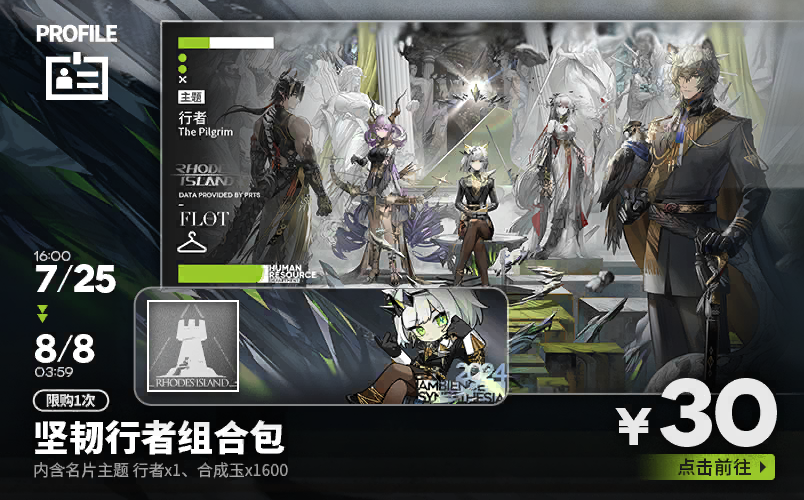 PROFILE
主题
行者
The Pilgrim
RHODES
ISLAND
DATA PROVIDED BY PRTS
FLOT
HUMAN
RESOURCE
16:00
7/25
8/8
03:59
RHODES ISLAND
2024
AMBIENCE
SYNESTHESIA
限购1次
坚韧行者组合包
内含名片主题 行者x1、合成玉x1600
¥30
点击前往